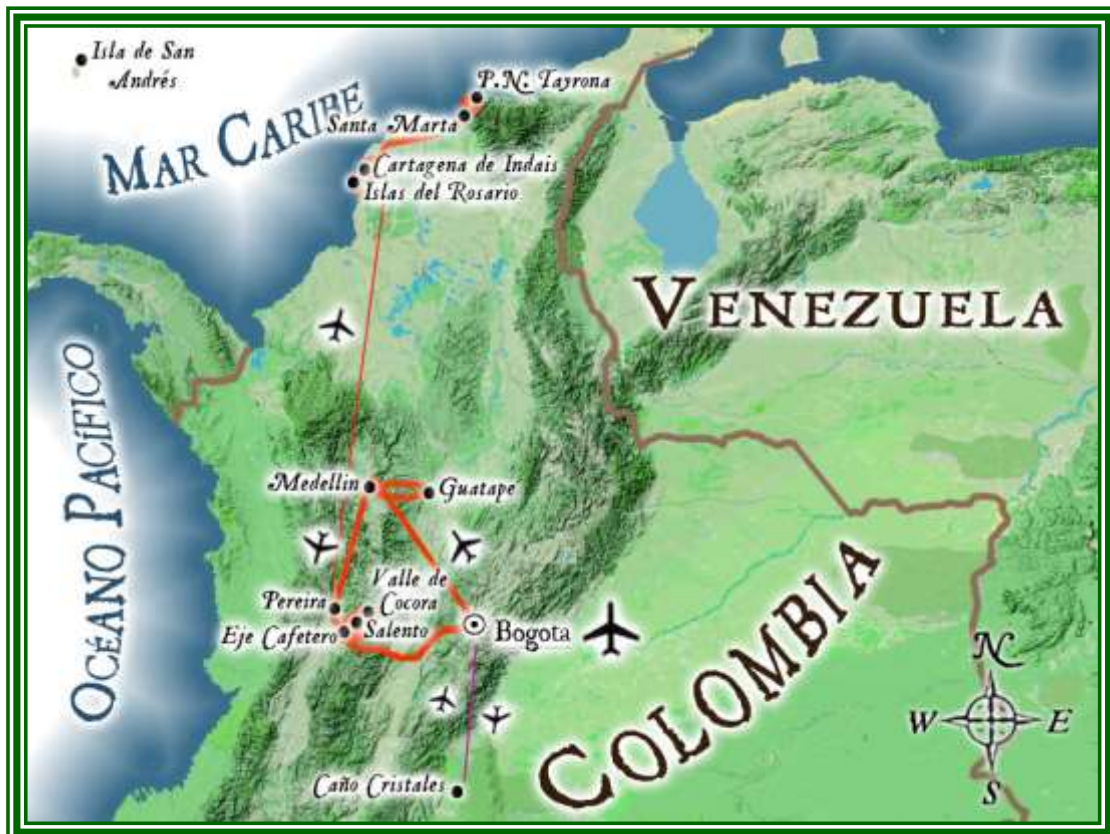 Isla de San
Andrés
P.N. Tayrona
Santa Marta
MAR CARIBE
Cartagena de Indais
Islas del Rosario
VENEZUELA
OCÉANO PACÍFICO
Medellin
Guatape
Valle de
Cocora
Pereira
Salento
Eje Cafetero
Bogota
COLOMBIA
Caño Cristales
N
W
E
S